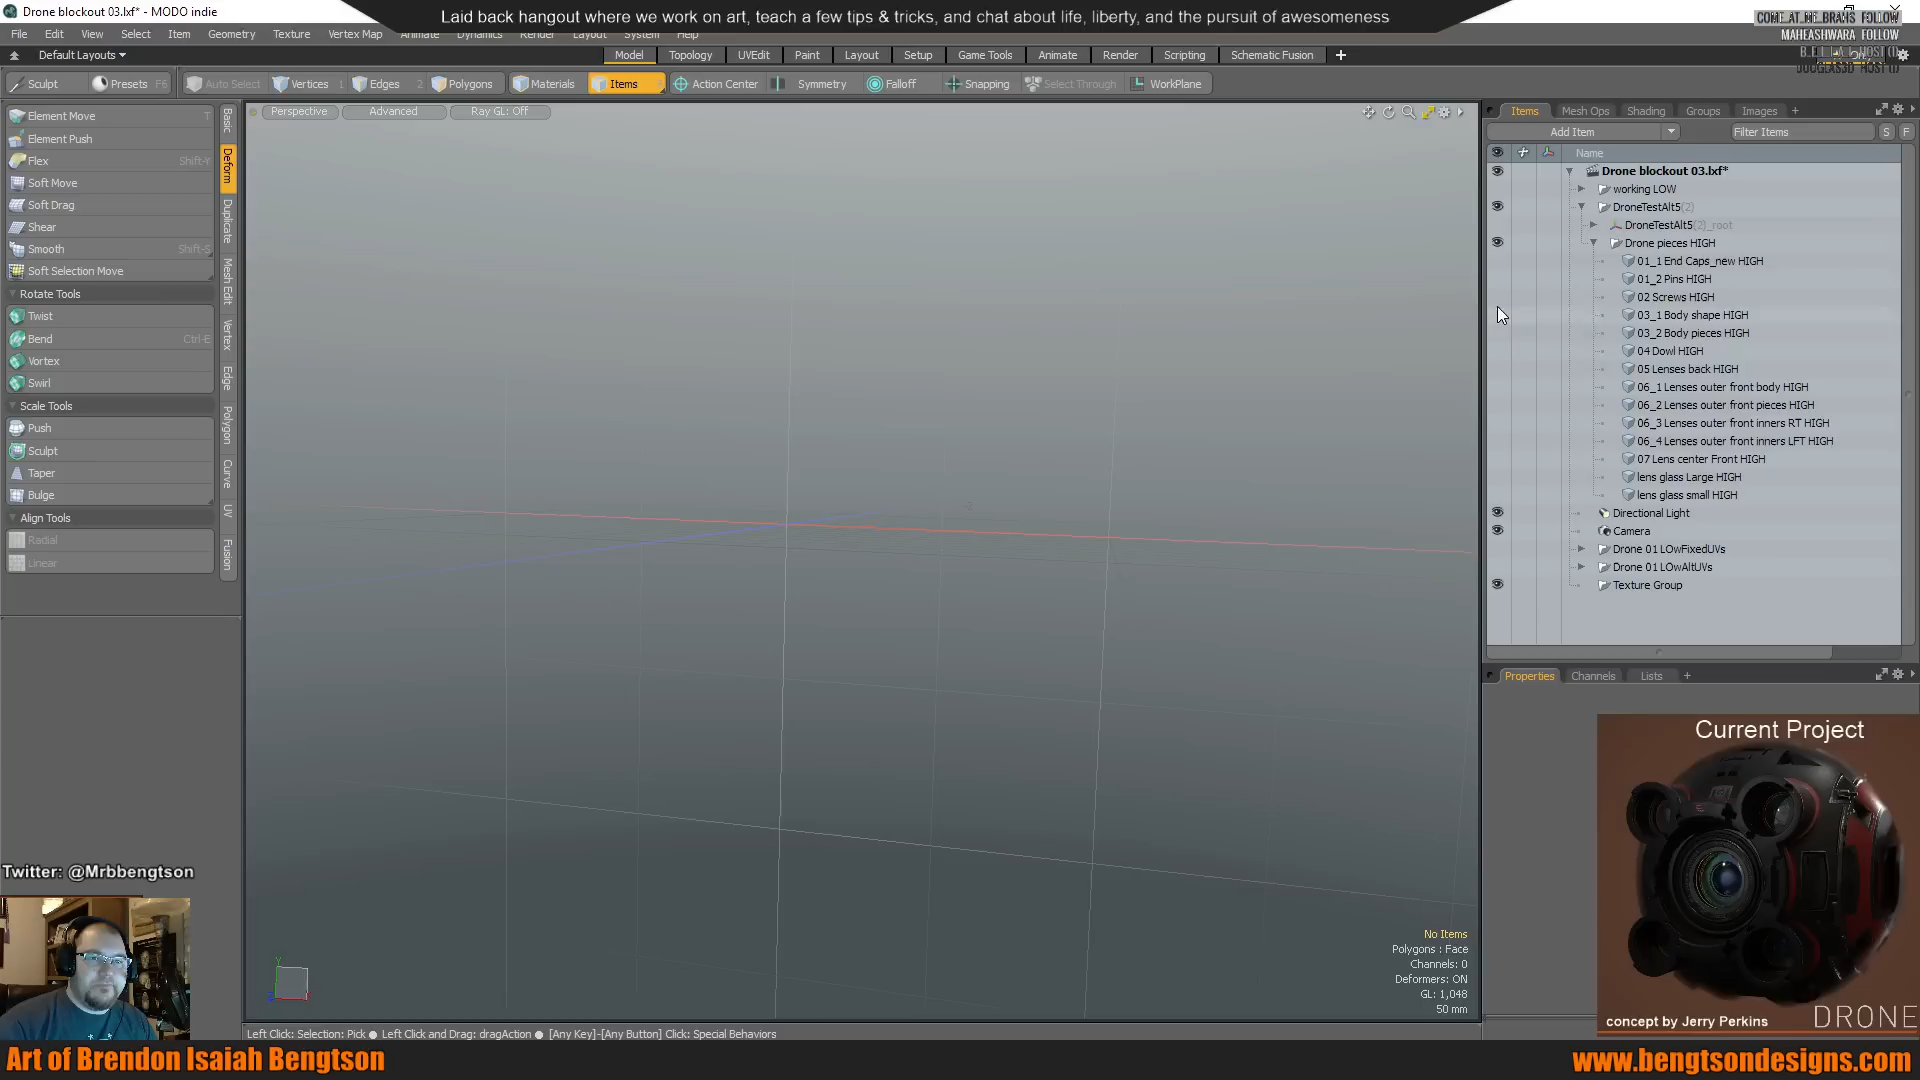 Drone blockout 03.lxf* - MODO indie
Laid back hangout where we work on art, teach a few tips & tricks, and chat about life, liberty, and the pursuit of awesomeness
COME AT ME BRAHS FOLLOW
MAHEASHWARA FOLLOW
File Edit View Select Item Geometry Texture Vertex Map Animate Dynamics Render Layout System Help
Default Layouts
Model Topology UVEdit Paint Layout Setup Game Tools Animate Render Scripting Schematic Fusion
Sculpt Presets F6 Auto Select Vertices 1 Edges 2 Polygons Materials Items Action Center Symmetry Falloff Snapping Select Through WorkPlane
Element Move T
Element Push
Flex Shift-Y
Soft Move
Soft Drag
Shear
Smooth Shift-S
Soft Selection Move
Rotate Tools
Twist
Bend Ctrl-E
Vortex
Swirl
Scale Tools
Push
Sculpt
Taper
Bulge
Align Tools
Radial
Linear
Basic
Deform
Duplicate
Mesh Edit
Vertex
Edge
Polygon
Curve
UV
Fusion
Perspective Advanced Ray GL: Off
Items Mesh Ops Shading Groups Images
Add Item Filter Items S F
Name
Drone blockout 03.lxf*
working LOW
DroneTestAlt5 (2)
DroneTestAlt5 (2)_root
Drone pieces HIGH
01_1 End Caps_new HIGH
01_2 Pins HIGH
02 Screws HIGH
03_1 Body shape HIGH
03_2 Body pieces HIGH
04 Dowl HIGH
05 Lenses back HIGH
06_1 Lenses outer front body HIGH
06_2 Lenses outer front pieces HIGH
06_3 Lenses outer front inners RT HIGH
06_4 Lenses outer front inners LFT HIGH
07 Lens center Front HIGH
lens glass Large HIGH
lens glass small HIGH
Directional Light
Camera
Drone 01 LOwFixedUVs
Drone 01 LOwAltUVs
Texture Group
Properties Channels Lists
Current Project
concept by Jerry Perkins DRONE
No Items
Polygons : Face
Channels: 0
Deformers: ON
GL: 1,048
50 mm
Y
Twitter: @Mrbbengtson
Left Click: Selection: Pick Left Click and Drag: dragAction [Any Key]-[Any Button] Click: Special Behaviors
Art of Brendon Isaiah Bengtson
www.bengtsondesigns.com